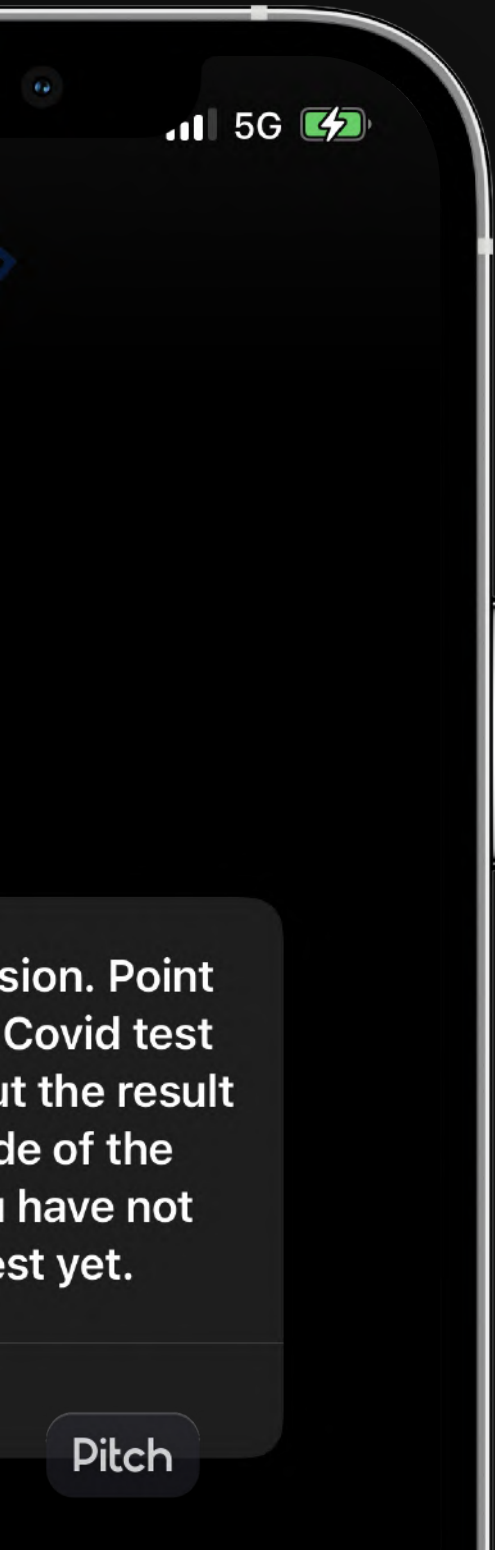 5G
sion. Point
Covid test
ut the result
de of the
have not
est yet.
Pitch